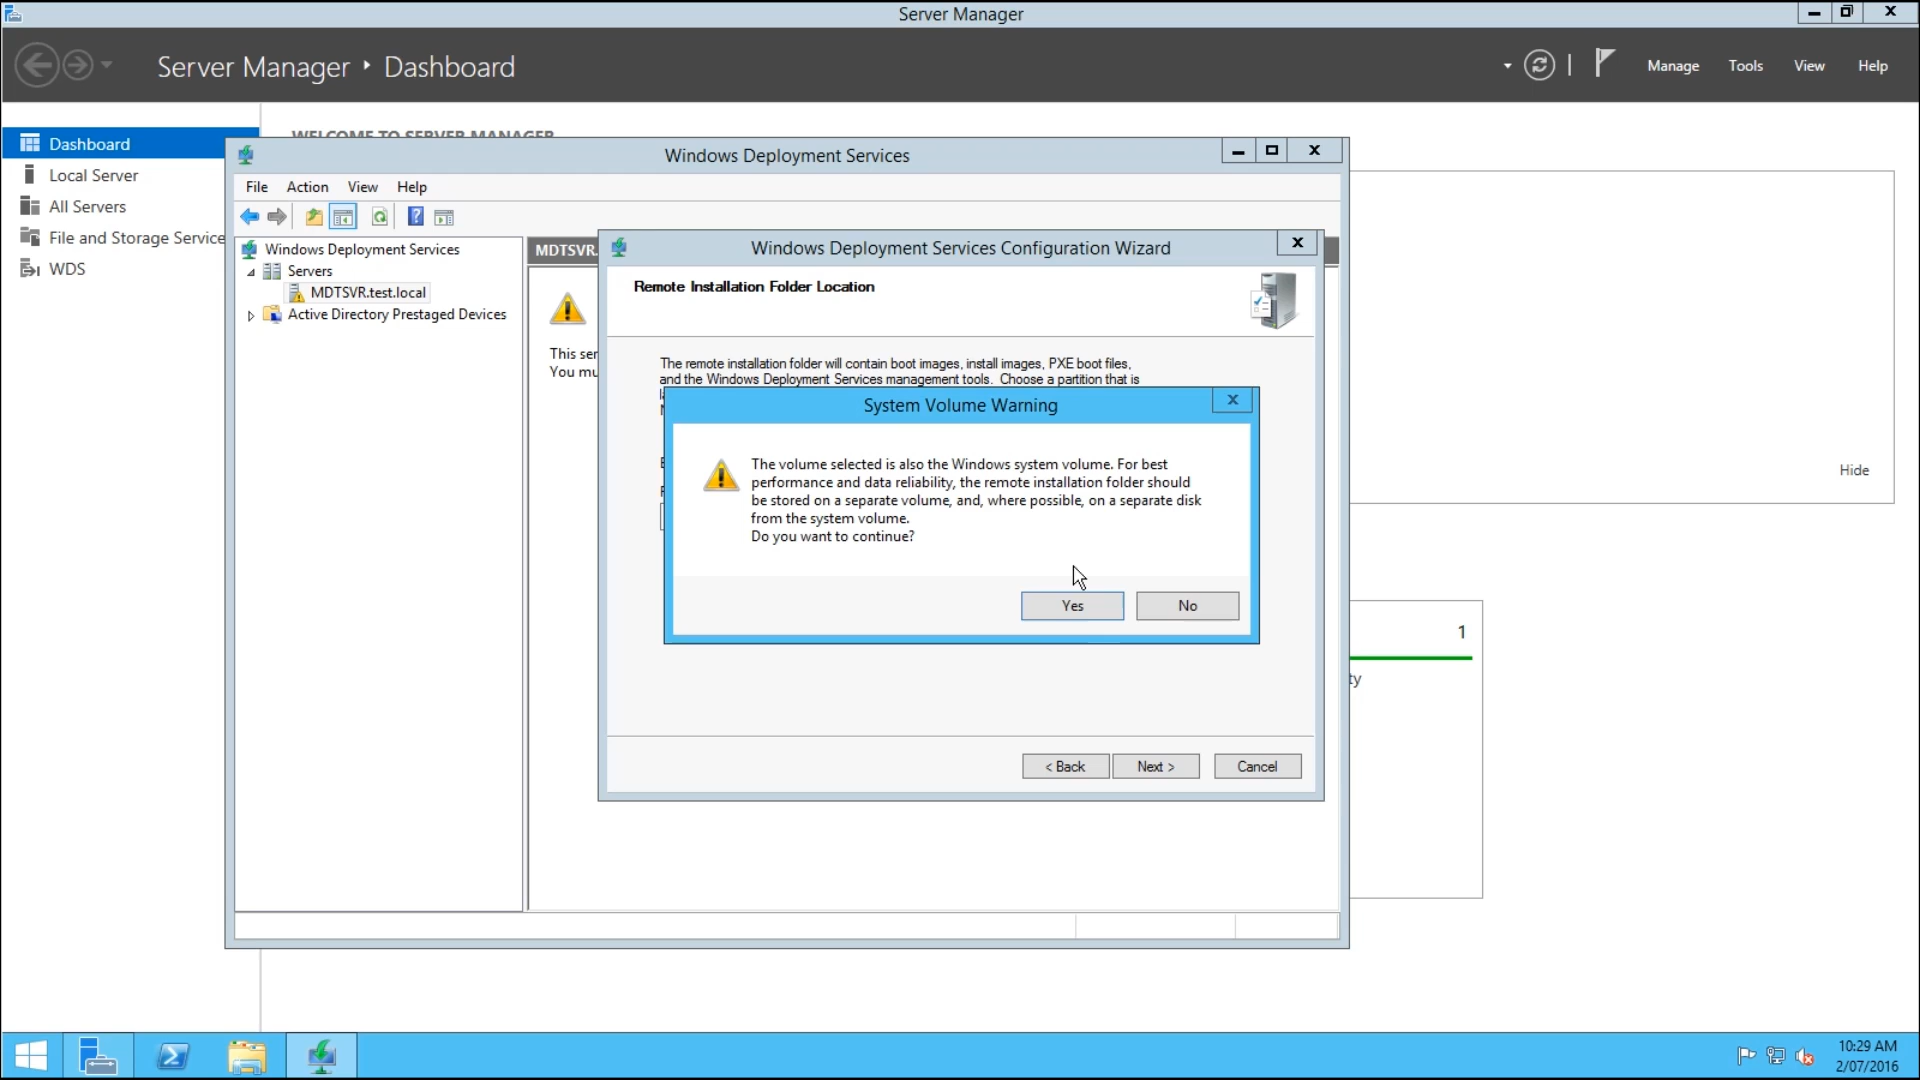 Server Manager
Server Manager
Dashboard
Manage
Tools
View
Help
WELCOME TO SERVER MANAGER
Dashboard
Local Server
All Servers
File and Storage Service
WDS
Windows Deployment Services
File
Action
View
Help
Windows Deployment Services
Servers
MDTSVR.test.local
Active Directory Prestaged Devices
MDTSVR.
This ser
You mu
Windows Deployment Services Configuration Wizard
Remote Installation Folder Location
The remote installation folder will contain boot images, install images, PXE boot files,
and the Windows Deployment Services management tools. Choose a partition that is
System Volume Warning
The volume selected is also the Windows system volume. For best
performance and data reliability, the remote installation folder should
be stored on a separate volume, and, where possible, on a separate disk
from the system volume.
Do you want to continue?
Yes
No
< Back
Next >
Cancel
Hide
1
ty
10:29 AM
2/07/2016